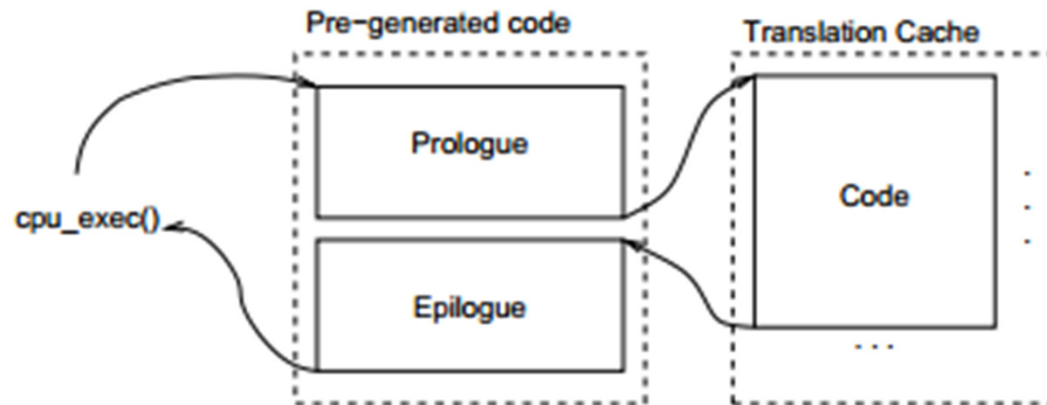 Pre-generated code
Translation Cache
Prologue
Code
cpu_exec()
Epilogue
. . .